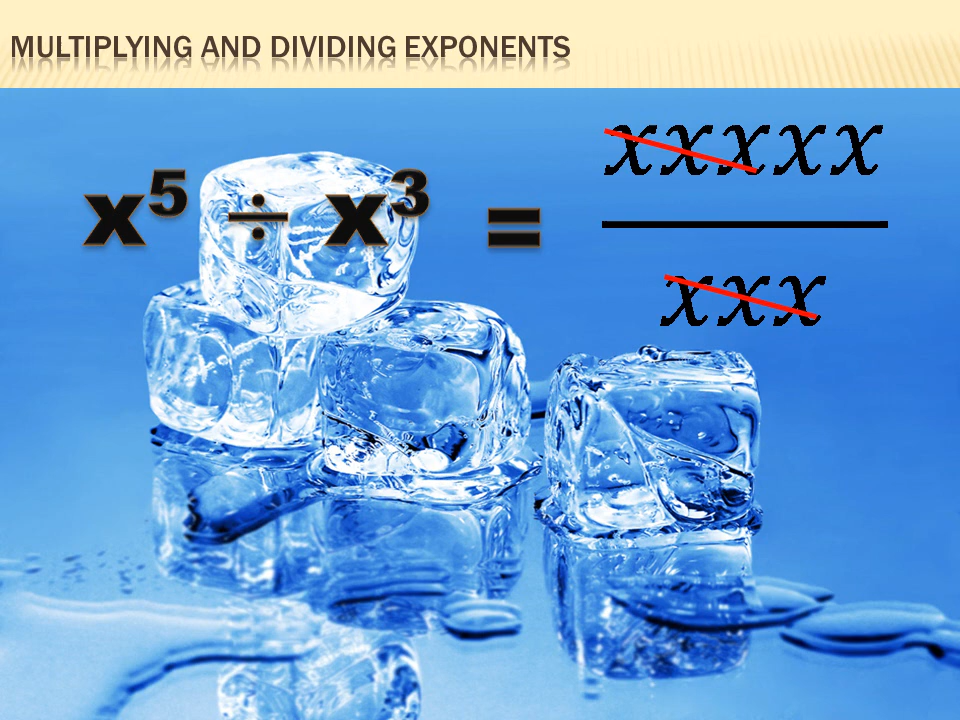 MULTIPLYING AND DIVIDING EXPONENTS
x⁵ ÷ x³ =
xxxxx
xxx